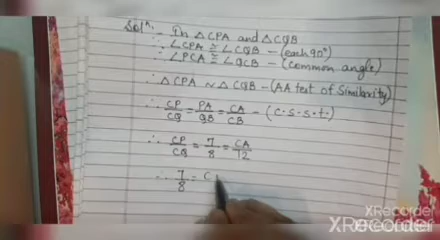 Solⁿ.
- In △CPA and △CQB
∴ ∠CPA ≅ ∠CQB - (each 90°)
∴ ∠PCA ≅ ∠QCB - (common angle)
∴ △CPA ~ △CQB - (AA test of Similarity)
∴ CP/CQ = PA/QB = CA/CB - (c.s.s.t.)
∴ CP/CQ = 7/8 = CA/12
∴ 7/8 = C
XRecorder
XRecorder